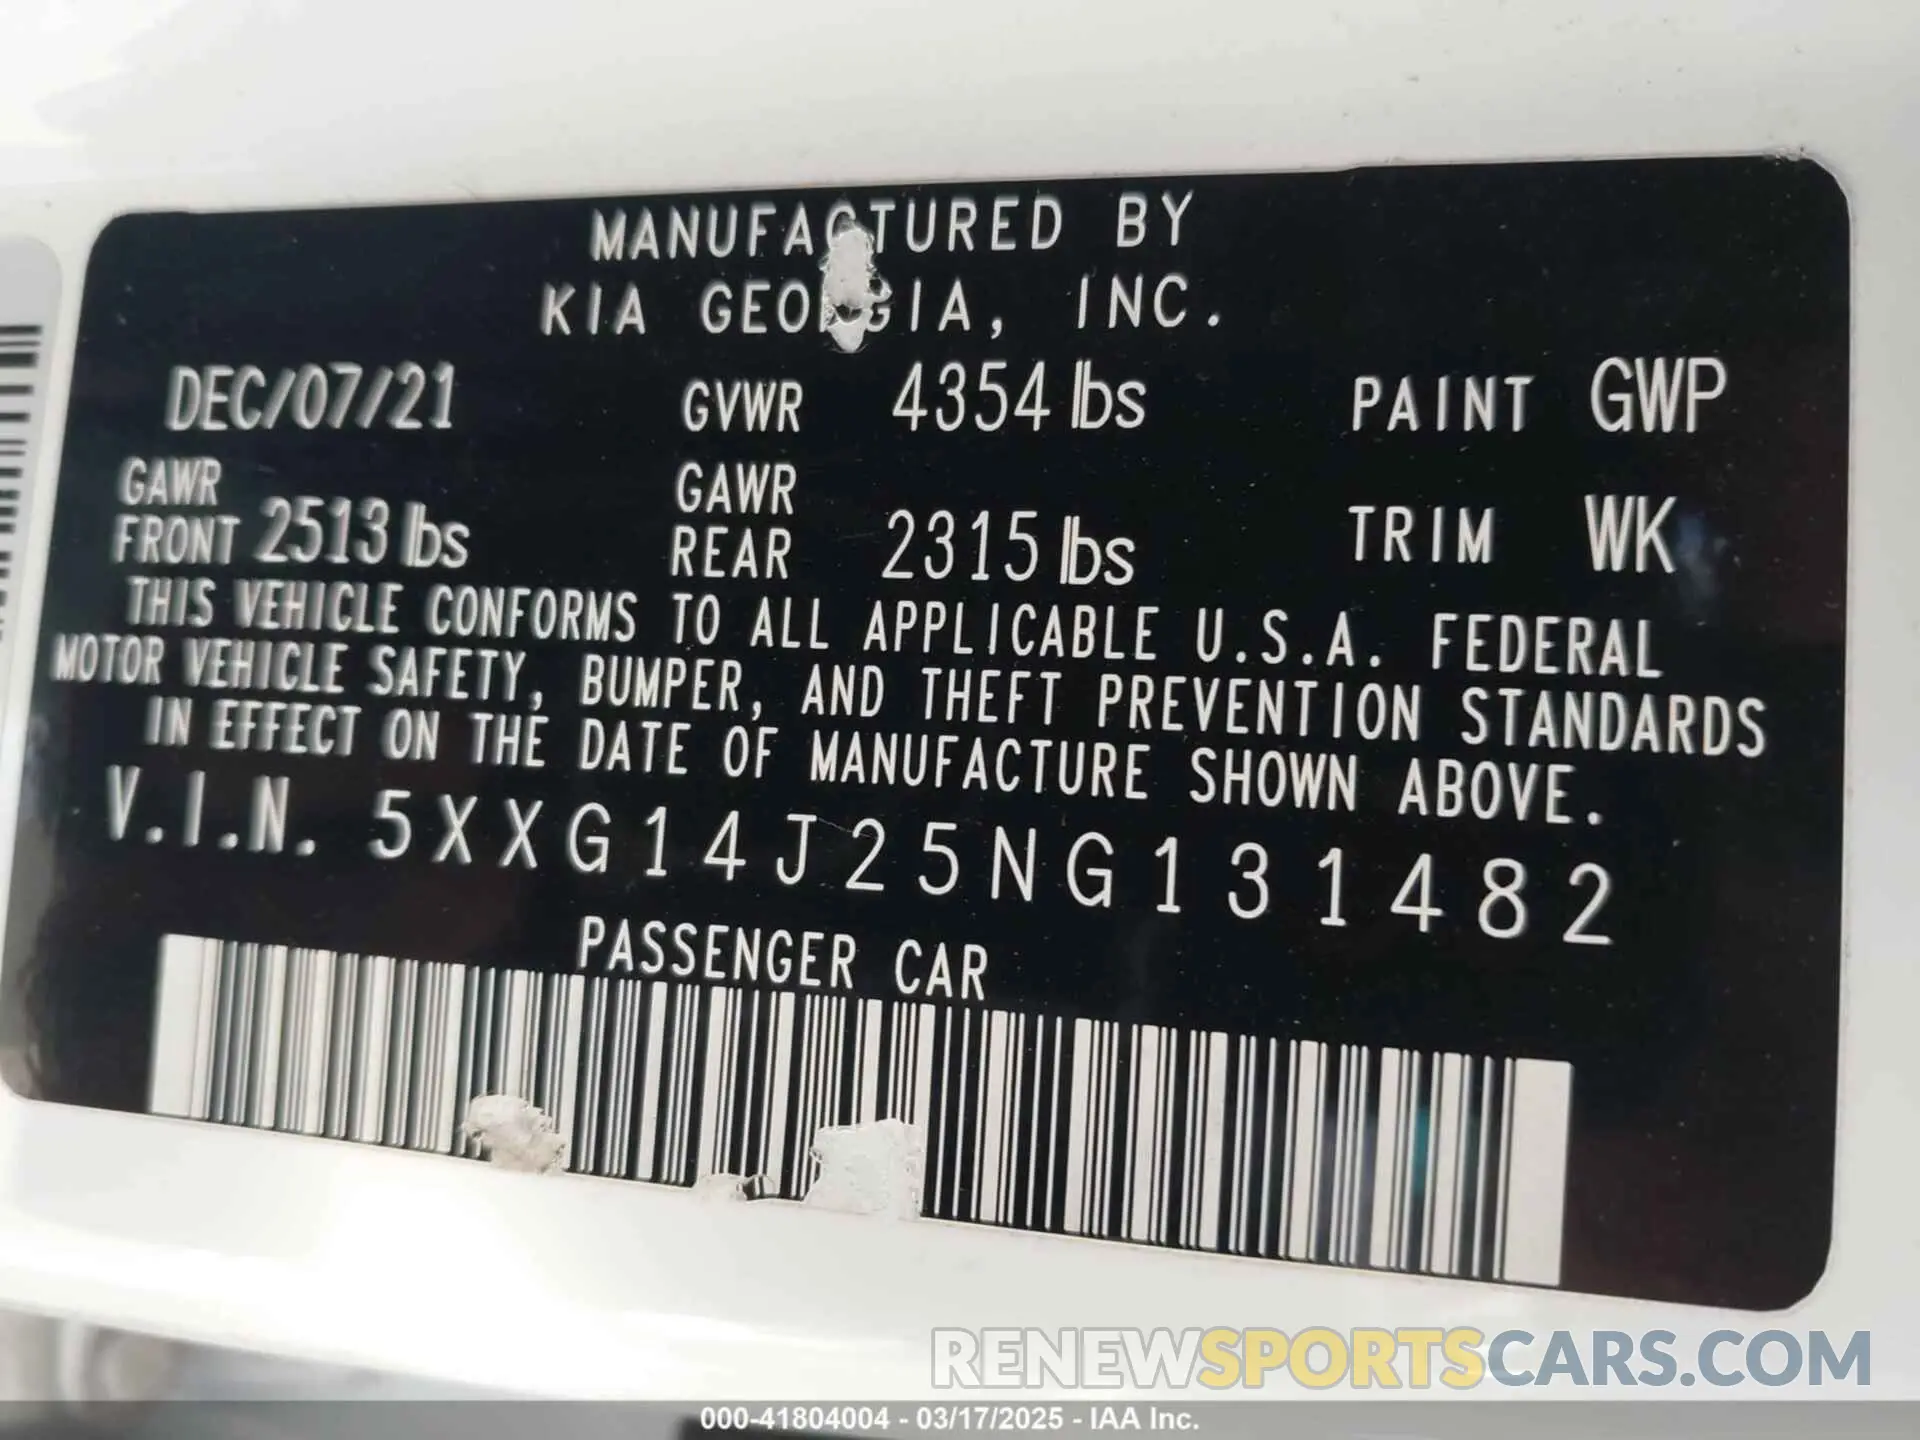 MANUFACTURED BY
KIA GEORGIA, INC.
DEC/07/21 GVWR 4354 lbs PAINT GWP
GAWR FRONT 2513 lbs GAWR REAR 2315 lbs TRIM WK
THIS VEHICLE CONFORMS TO ALL APPLICABLE U.S.A. FEDERAL
MOTOR VEHICLE SAFETY, BUMPER, AND THEFT PREVENTION STANDARDS
IN EFFECT ON THE DATE OF MANUFACTURE SHOWN ABOVE.
V.I.N. 5XXG14J25NG131482
PASSENGER CAR
RENEWSPORTSCARS.COM
000-41804004 - 03/17/2025 - IAA Inc.